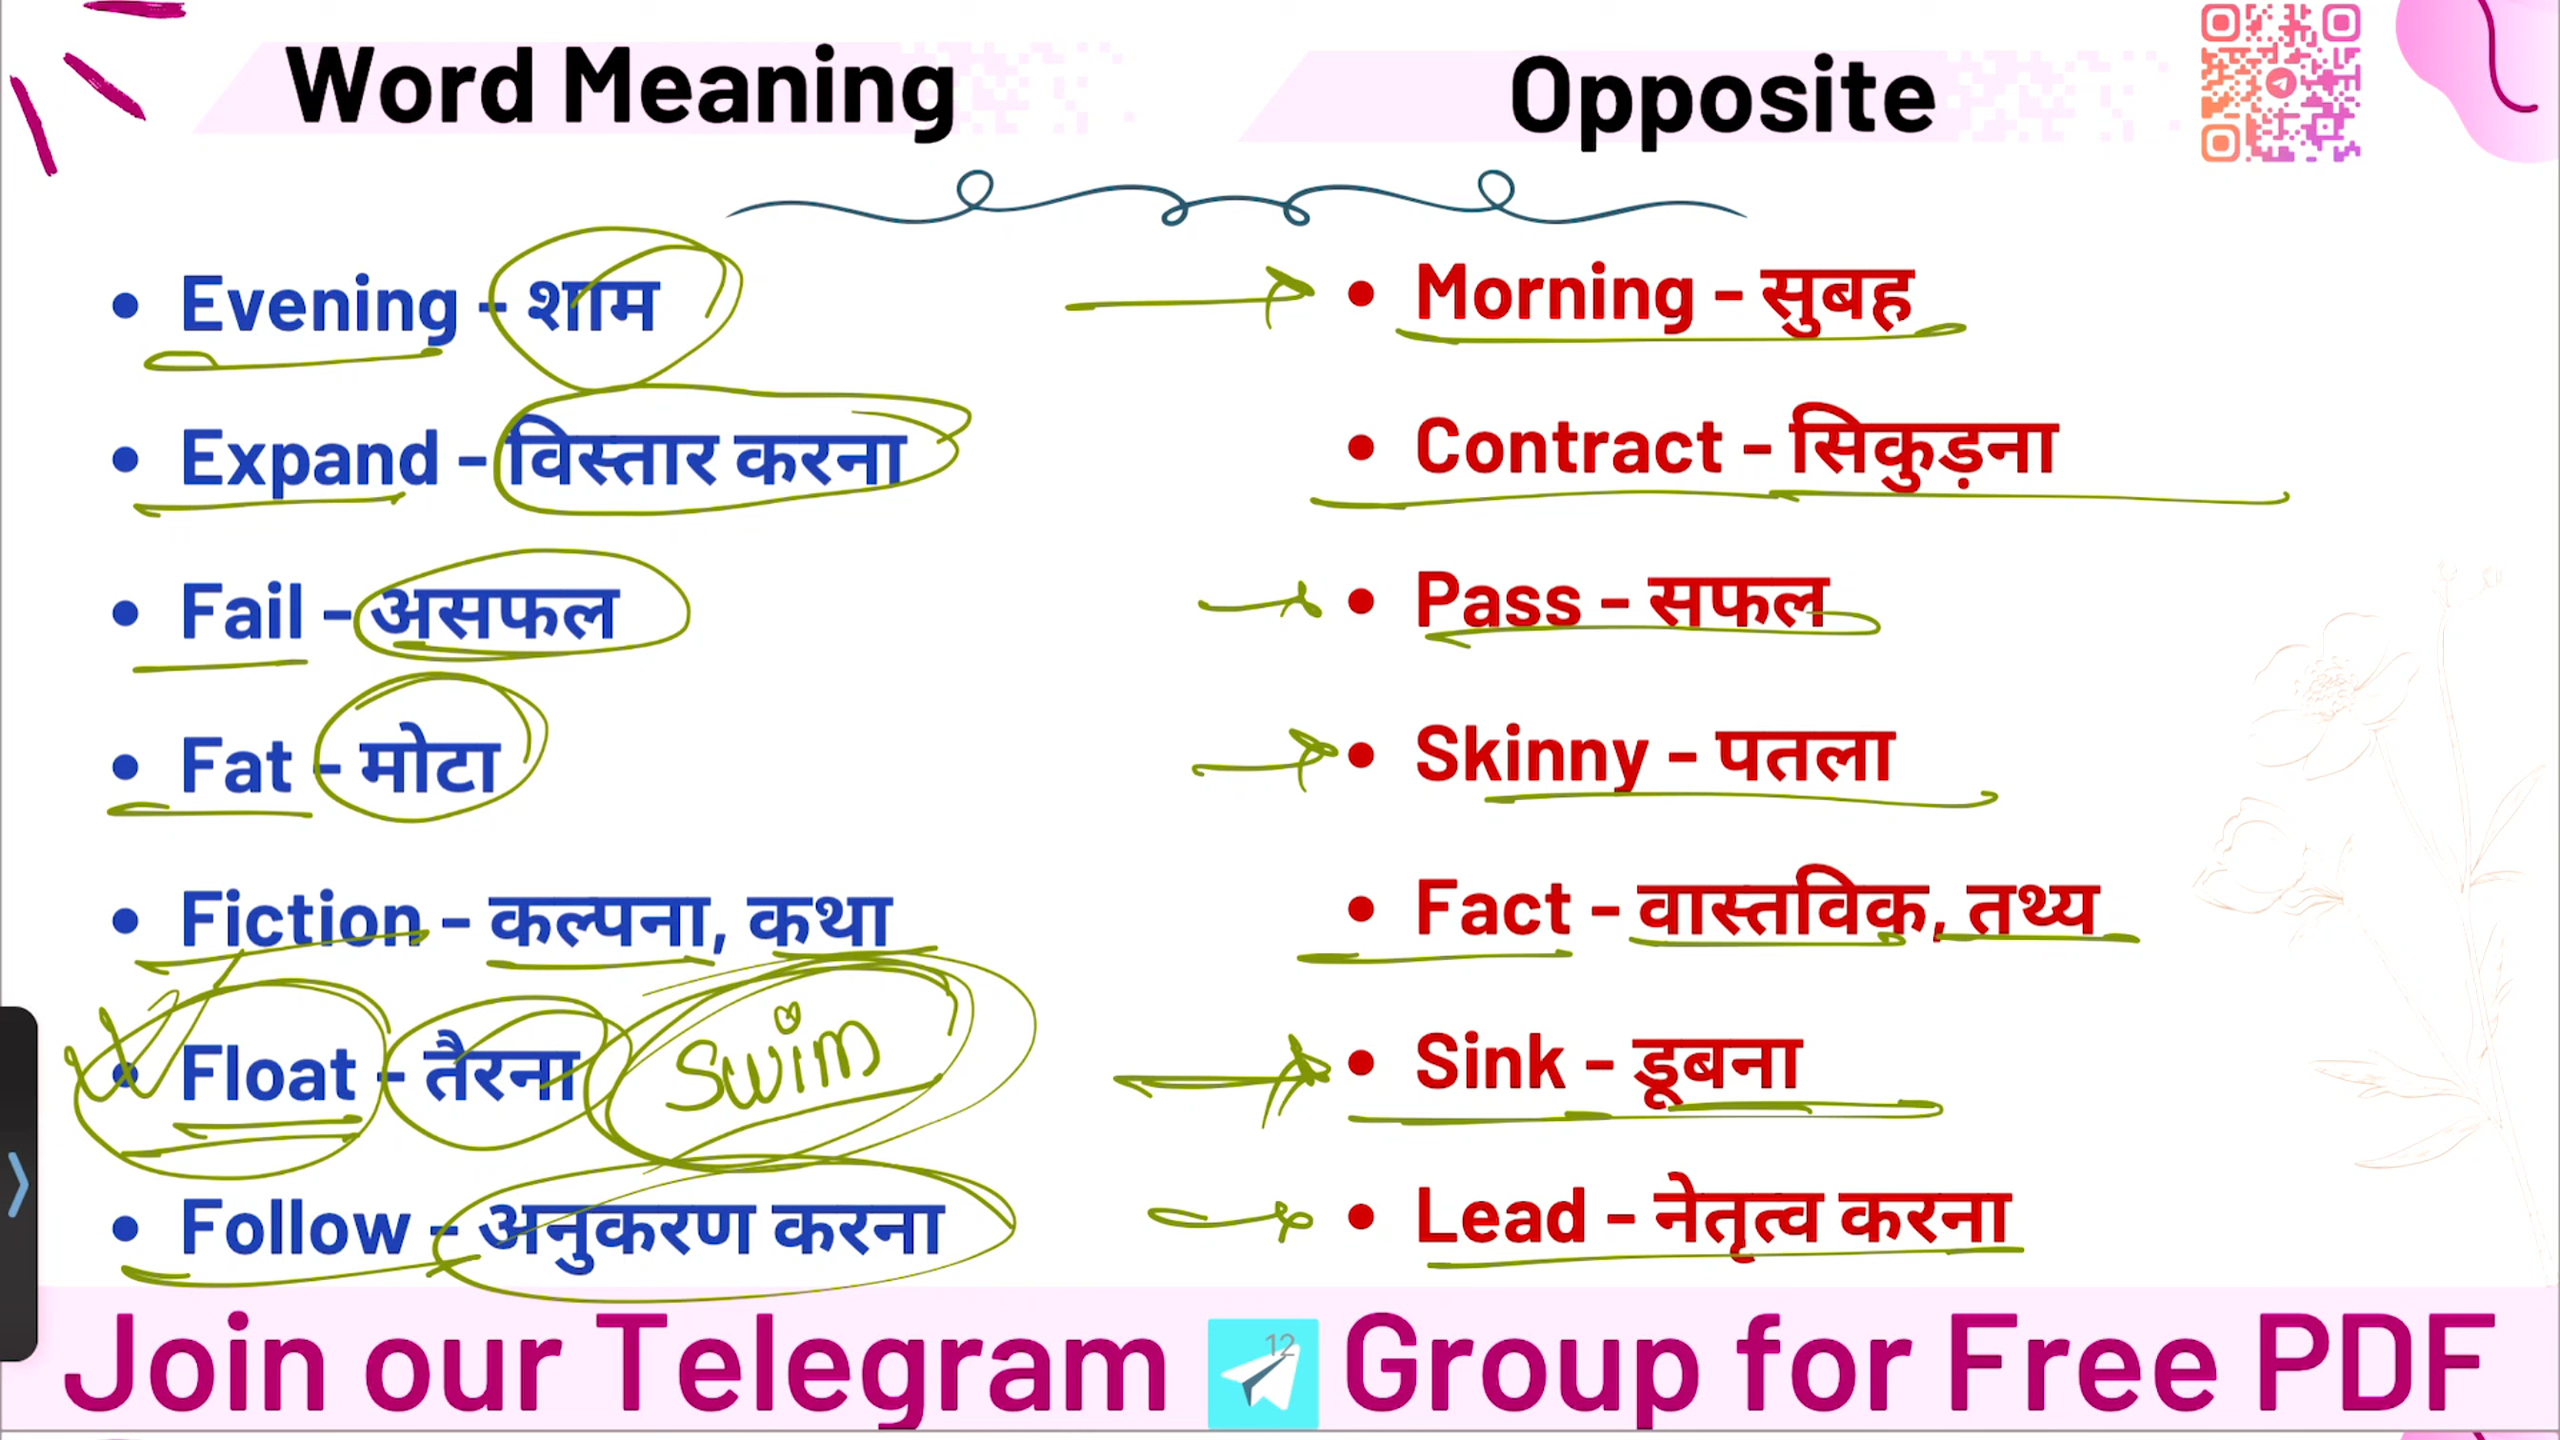 Word Meaning
Opposite
• Evening - शाम
• Morning - सुबह
• Expand - विस्तार करना
• Contract - सिकुड़ना
• Fail - असफल
• Pass - सफल
• Fat - मोटा
• Skinny - पतला
• Fiction - कल्पना, कथा
• Fact - वास्तविक, तथ्य
• Float - तैरना Swim
• Sink - डूबना
• Follow - अनुकरण करना
• Lead - नेतृत्व करना
Join our Telegram Group for Free PDF
12